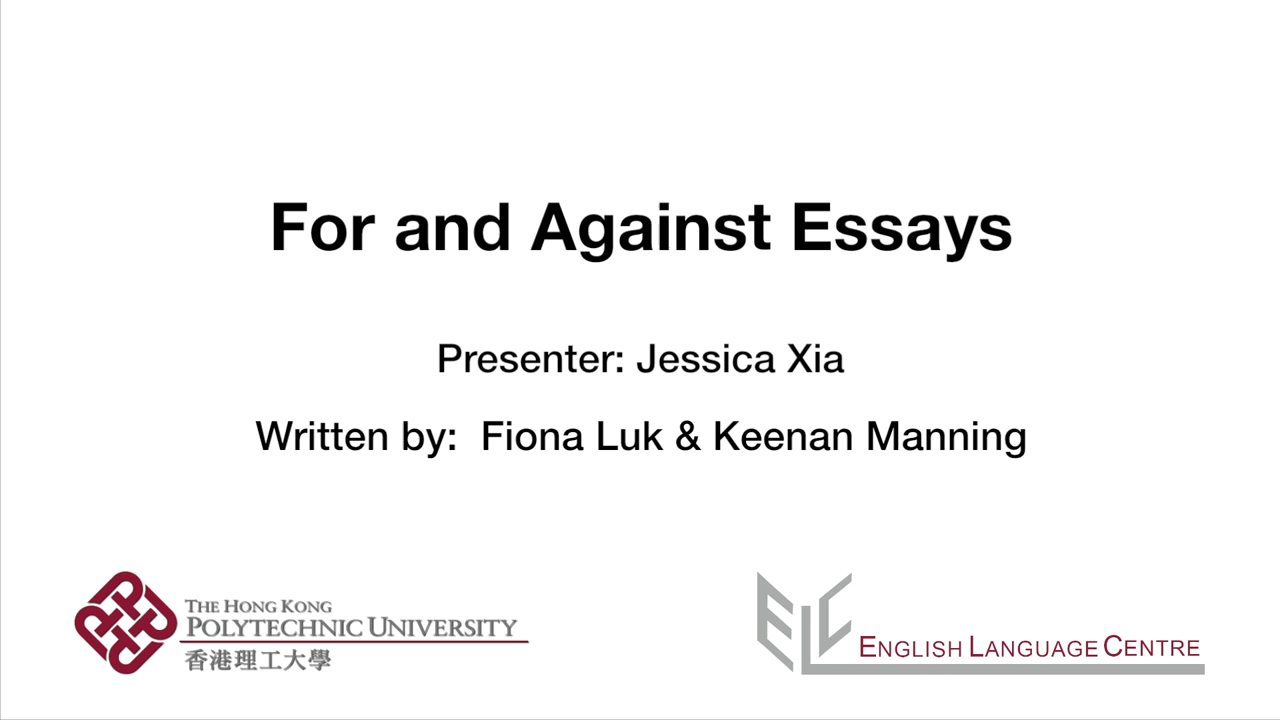 For and Against Essays
Presenter: Jessica Xia
Written by: Fiona Luk & Keenan Manning
THE HONG KONG
POLYTECHNIC UNIVERSITY
香港理工大學
ELC
ENGLISH LANGUAGE CENTRE